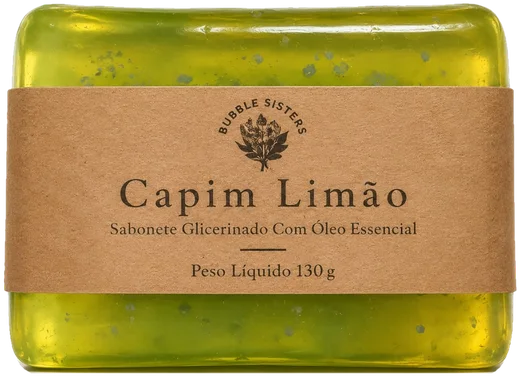 BUBBLE SISTERS
Capim Limão
Sabonete Glicerinado Com Óleo Essencial
Peso Líquido 130 g